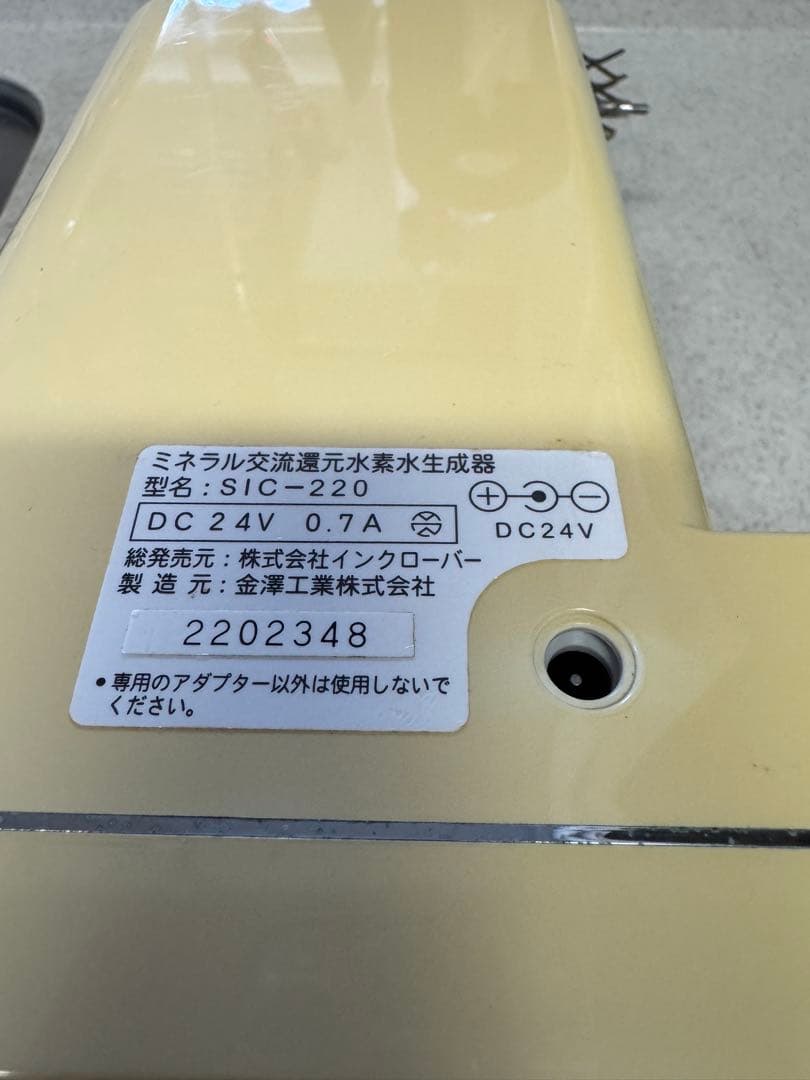 ミネラル交流還元水素水生成器
型名：SIC－220
DC 24V 0.7A
DC24V
総発売元：株式会社インクローバー
製造元：金澤工業株式会社
2202348
●専用のアダプター以外は使用しないで
ください。